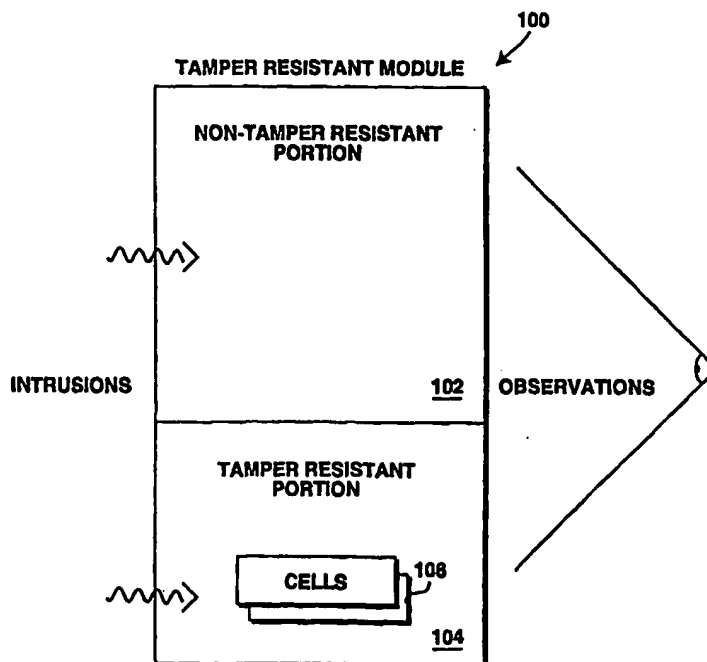 100
TAMPER RESISTANT MODULE
NON-TAMPER RESISTANT
PORTION
INTRUSIONS
102
OBSERVATIONS
TAMPER RESISTANT
PORTION
CELLS
108
104